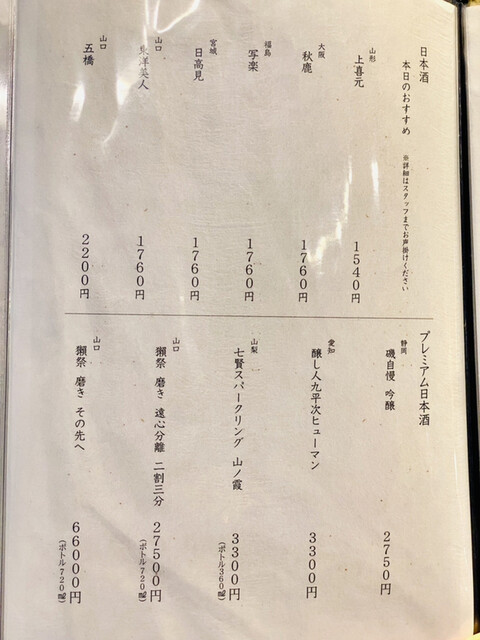 日本酒 本日のおすすめ ※詳細はスタッフまでお声掛けください
山形 上喜元 1540円
大阪 秋鹿 1760円
福島 写楽 1760円
宮城 日高見 1760円
山口 東洋美人 1760円
山口 五橋 2200円
プレミアム日本酒
静岡 磯自慢 吟醸 2750円
愛知 醸し人九平次ヒューマン 3300円
山梨 七賢スパークリング 山ノ霞 3300円
(ボトル360㎖)
山口 獺祭 磨き 遠心分離 二割三分 27500円
(ボトル720㎖)
山口 獺祭 磨き その先へ 66000円
(ボトル720㎖)